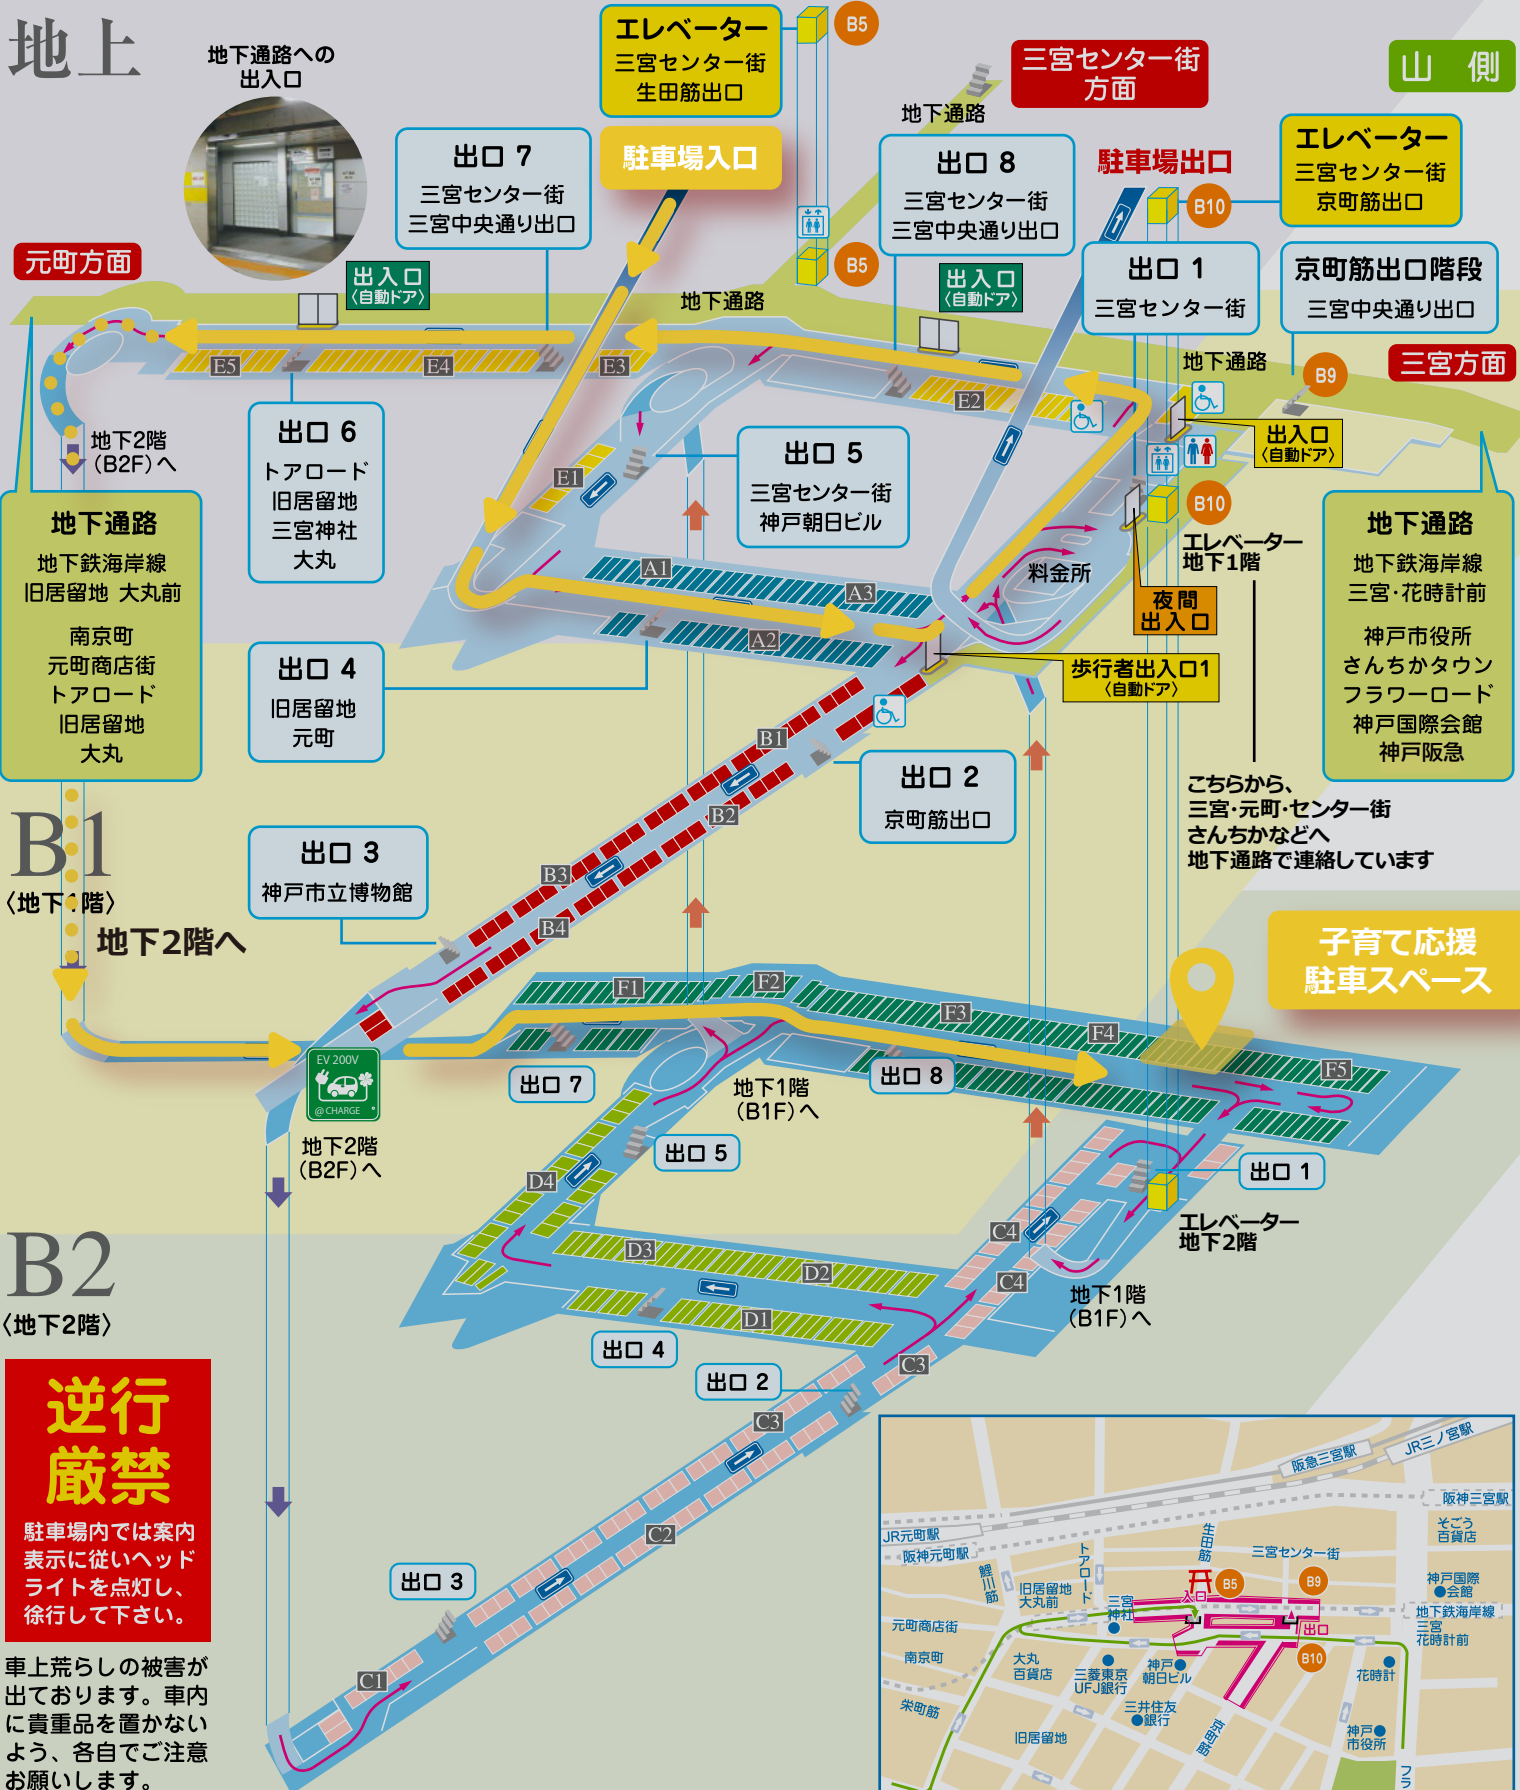 地上
地下通路への
出入口
エレベーター
三宮センター街
生田筋出口
B5
三宮センター街
方面
山 側
地下通路
出口 7
三宮センター街
三宮中央通り出口
駐車場入口
出口 8
三宮センター街
三宮中央通り出口
駐車場出口
エレベーター
三宮センター街
京町筋出口
B10
元町方面
出入口
〈自動ドア〉
B5
出入口
〈自動ドア〉
出口 1
三宮センター街
京町筋出口階段
三宮中央通り出口
地下通路
地下通路
三宮方面
B9
E5
E4
E3
E2
出口 6
トアロード
旧居留地
三宮神社
大丸
地下2階
（B2F）へ
出口 5
三宮センター街
神戸朝日ビル
E1
出入口
〈自動ドア〉
B10
地下通路
地下鉄海岸線
旧居留地 大丸前
南京町
元町商店街
トアロード
旧居留地
大丸
エレベーター
地下1階
地下通路
地下鉄海岸線
三宮・花時計前
神戸市役所
さんちかタウン
フラワーロード
神戸国際会館
神戸阪急
A1
A3
A2
料金所
夜間
出入口
出口 4
旧居留地
元町
歩行者出入口1
〈自動ドア〉
B1
B2
B3
B4
出口 2
京町筋出口
こちらから、
三宮・元町・センター街
さんちかなどへ
地下通路で連絡しています
B1
〈地下1階〉
出口 3
神戸市立博物館
地下2階へ
子育て応援
駐車スペース
F1
F2
F3
F4
F5
EV 200V
@ CHARGE
出口 7
出口 8
地下1階
（B1F）へ
地下2階
（B2F）へ
出口 5
出口 1
D4
エレベーター
地下2階
B2
〈地下2階〉
D3
D2
D1
C4
C4
地下1階
（B1F）へ
出口 4
出口 2
C3
C3
C2
出口 3
C1
逆行
厳禁
駐車場内では案内
表示に従いヘッド
ライトを点灯し、
徐行して下さい。
車上荒らしの被害が
出ております。車内
に貴重品を置かない
よう、各自でご注意
お願いします。
阪急三宮駅
JR三ノ宮駅
阪神三宮駅
JR元町駅
阪神元町駅
そごう
百貨店
生田筋
三宮センター街
トアロード
鯉川筋
旧居留地
大丸前
三宮
神社
入口
B5
B9
神戸国際
会館
地下鉄海岸線
三宮
花時計前
元町商店街
南京町
出口
B10
大丸
百貨店
三菱東京
UFJ銀行
神戸
朝日ビル
花時計
三井住友
銀行
栄町筋
旧居留地
京町筋
神戸
市役所
フラ